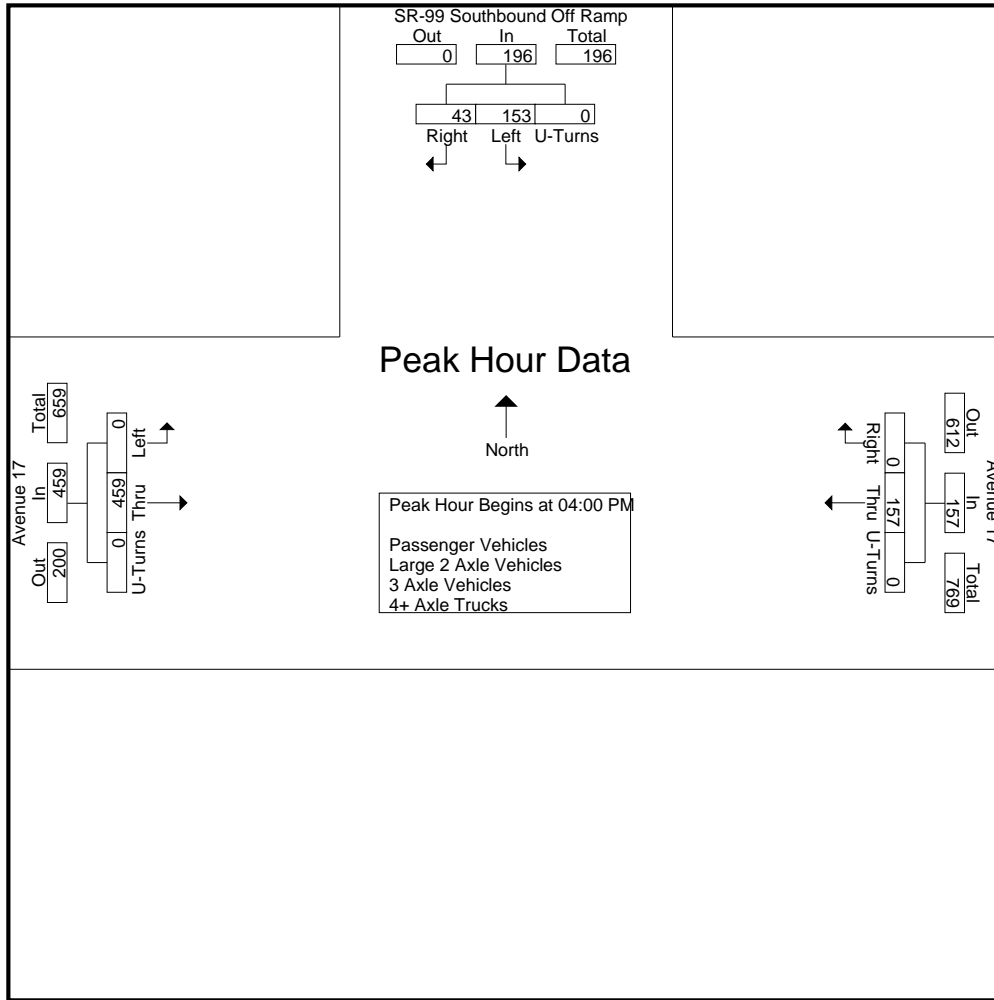 SR-99 Southbound Off Ramp
Out In Total
0 196 196
43 153 0
Right Left U-Turns
Peak Hour Data
North
Peak Hour Begins at 04:00 PM
Passenger Vehicles
Large 2 Axle Vehicles
3 Axle Vehicles
4+ Axle Trucks
Avenue 17
Out In Total
200 459 659
0 459 0
U-Turns Thru Left
Avenue 17
Out In Total
612 157 769
0 157 0
Right Thru U-Turns